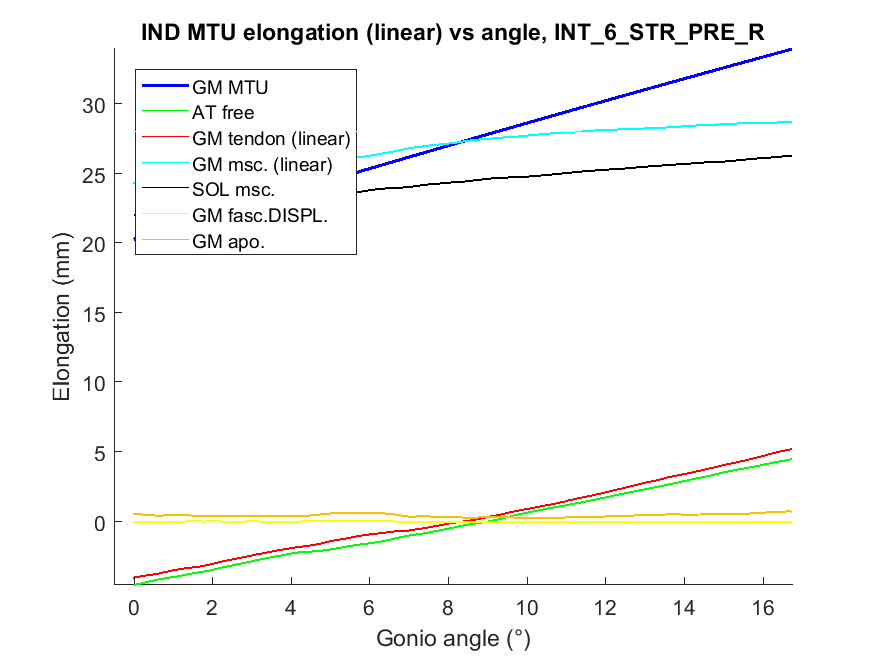 IND MTU elongation (linear) vs angle, INT_6_STR_PRE_R
GM MTU
AT free
GM tendon (linear)
GM msc. (linear)
SOL msc.
GM fasc.DISPL.
GM apo.
30
25
20
15
10
5
0
Elongation (mm)
0 2 4 6 8 10 12 14 16
Gonio angle (°)